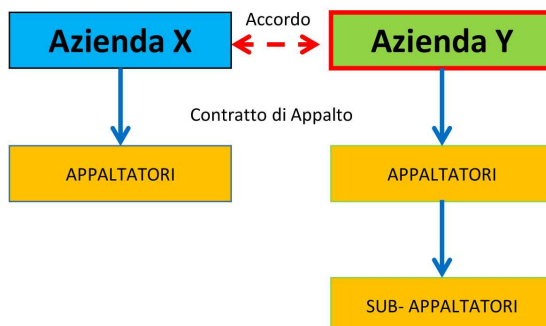 Azienda X
Accordo
Azienda Y
Contratto di Appalto
APPALTATORI
APPALTATORI
SUB- APPALTATORI